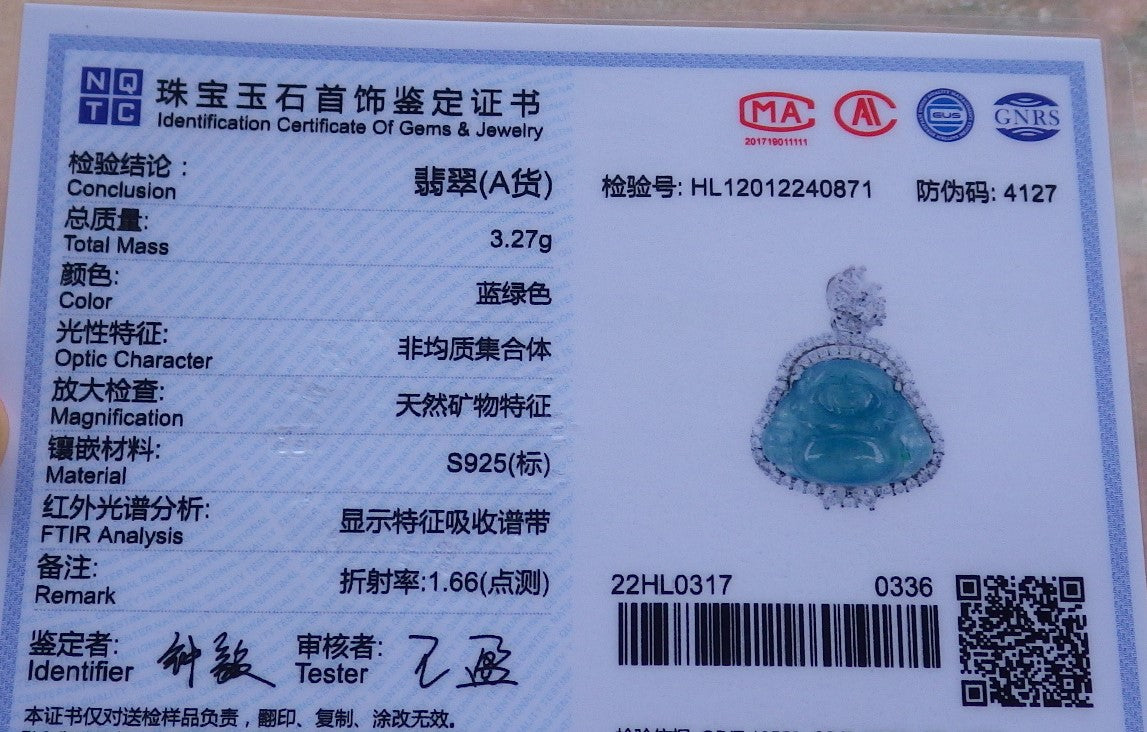 NQ
TC
珠宝玉石首饰鉴定证书
Identification Certificate Of Gems & Jewelry
检验结论:
Conclusion
翡翠(A货)
总质量:
Total Mass
3.27g
颜色:
Color
蓝绿色
光性特征:
Optic Character
非均质集合体
放大检查:
Magnification
天然矿物特征
镶嵌材料:
Material
S925(标)
红外光谱分析:
FTIR Analysis
显示特征吸收谱带
备注:
Remark
折射率:1.66(点测)
鉴定者:
Identifier
审核者:
Tester
本证书仅对送检样品负责，翻印、复制、涂改无效。
MA
201719011111
GNRS
检验号: HL12012240871 防伪码: 4127
22HL0317 0336